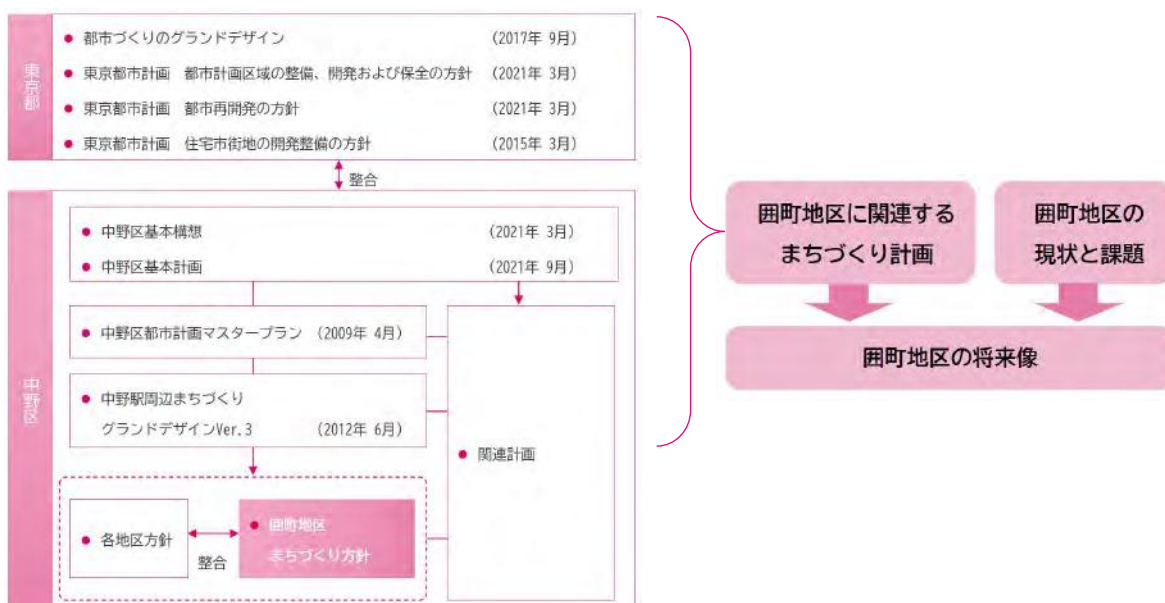 東京都
● 都市づくりのグランドデザイン (2017年 9月)
● 東京都市計画 都市計画区域の整備、開発および保全の方針 (2021年 3月)
● 東京都市計画 都市再開発の方針 (2021年 3月)
● 東京都市計画 住宅市街地の開発整備の方針 (2015年 3月)
整合
中野区
● 中野区基本構想 (2021年 3月)
● 中野区基本計画 (2021年 9月)
● 中野区都市計画マスタープラン (2009年 4月)
● 中野駅周辺まちづくり
グランドデザインVer.3 (2012年 6月)
● 関連計画
● 各地区方針
整合
● 囲町地区
まちづくり方針
囲町地区に関連する
まちづくり計画
囲町地区の
現状と課題
囲町地区の将来像